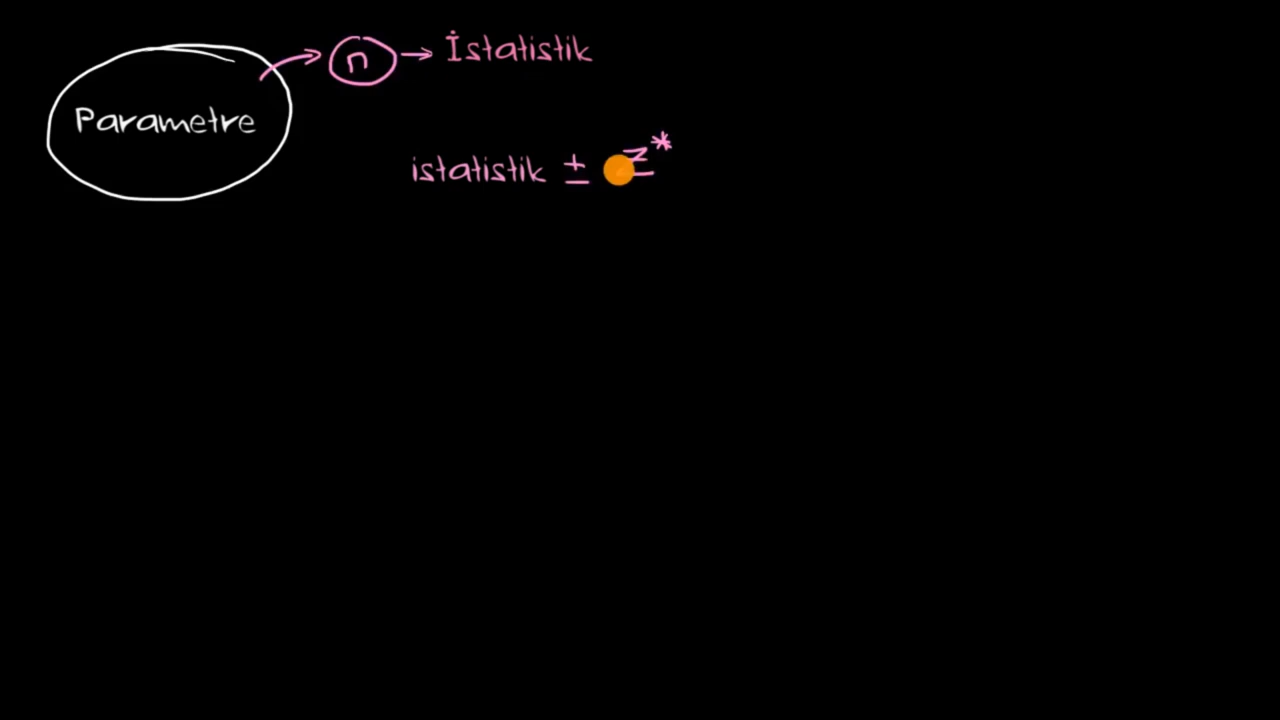 n → İstatistik
Parametre
istatistik ± z*